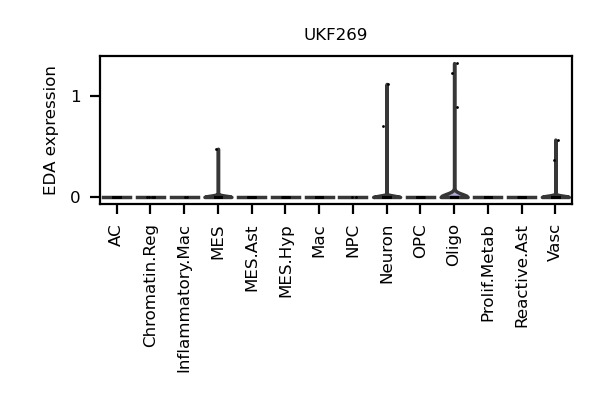 UKF269
EDA expression
1
0
AC
Chromatin.Reg
Inflammatory.Mac
MES
MES.Ast
MES.Hyp
Mac
NPC
Neuron
OPC
Oligo
Prolif.Metab
Reactive.Ast
Vasc